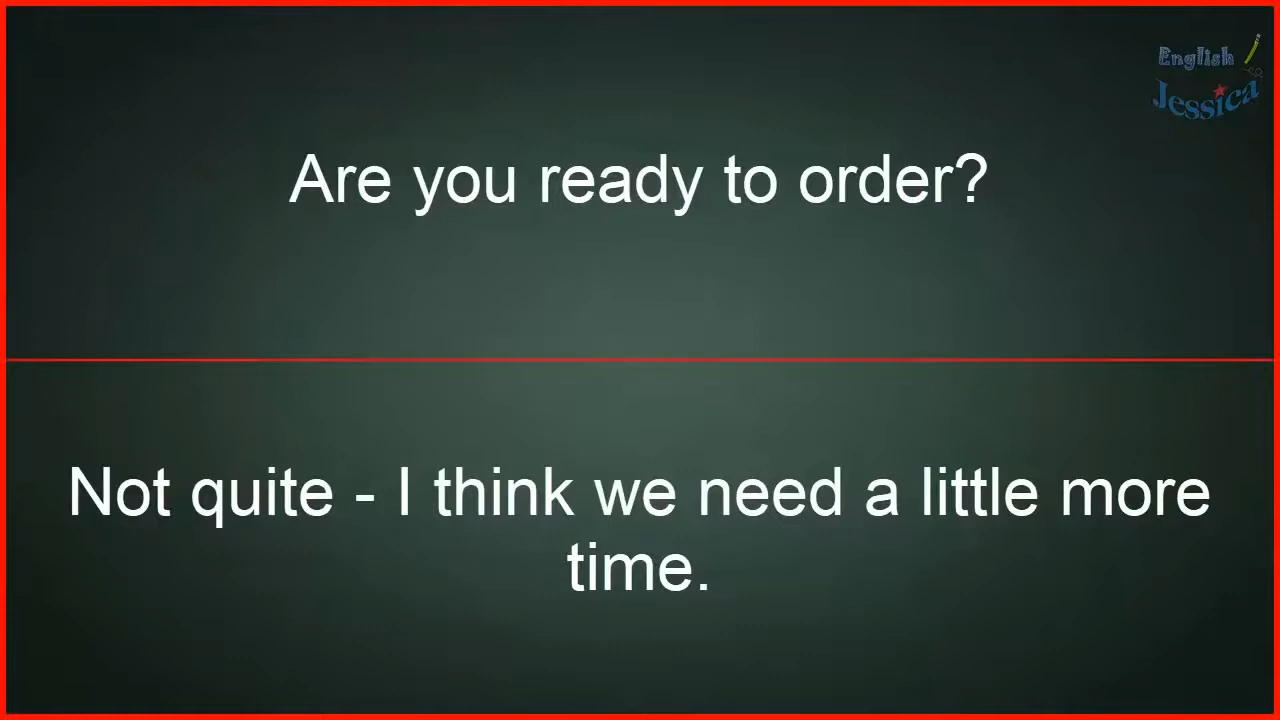 English
Jessica
Are you ready to order?
Not quite - I think we need a little more
time.